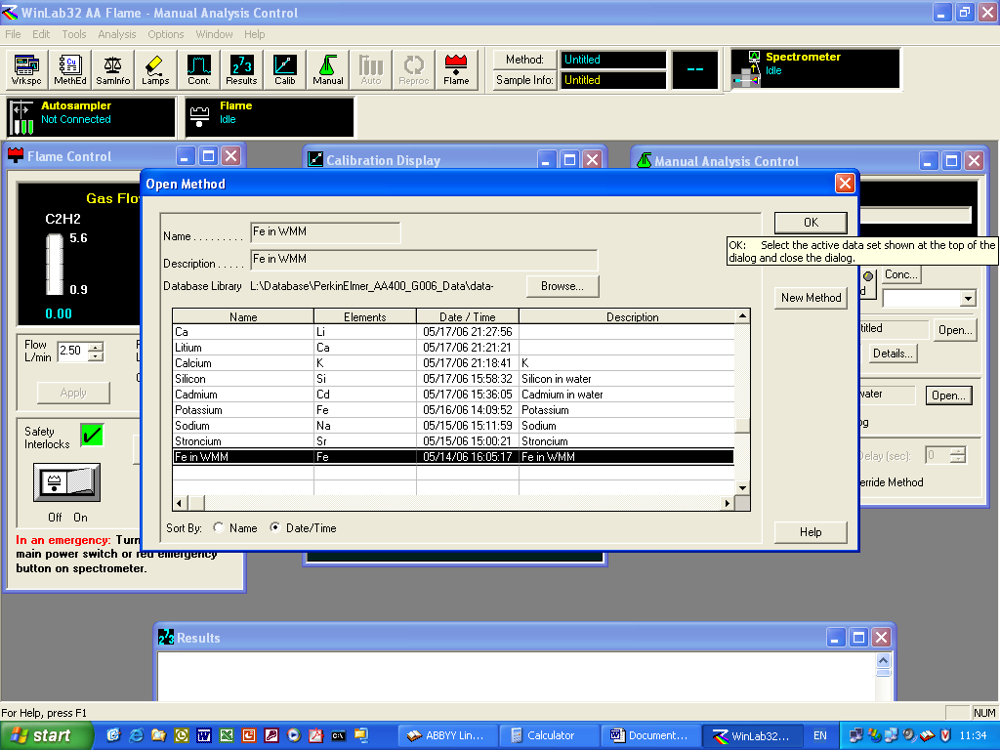 WinLab32 AA Flame - Manual Analysis Control
File Edit Tools Analysis Options Window Help
Wrkspc MethEd SamInfo Lamps Cont. Results Calib Manual Auto Reproc Flame
Method: Untitled
Sample Info: Untitled
--
Spectrometer
Idle
Autosampler
Not Connected
Flame
Idle
Flame Control
Calibration Display
Manual Analysis Control
Open Method
Gas Flo
C2H2
5.6
0.9
0.00
Flow
L/min
2.50
Apply
Safety
Interlocks
Off On
In an emergency: Turn
main power switch or red emergency
button on spectrometer.
Name . . . . . . . . . Fe in WMM
Description . . . . . Fe in WMM
Database Library L:\Database\PerkinElmer_AA400_G006_Data\data-
Browse...
OK
OK: Select the active data set shown at the top of the
dialog and close the dialog.
New Method
Name Elements Date / Time Description
Ca Li 05/17/06 21:27:56
Litium Ca 05/17/06 21:21:21
Calcium K 05/17/06 21:18:41 K
Silicon Si 05/17/06 15:58:32 Silicon in water
Cadmium Cd 05/17/06 15:36:05 Cadmium in water
Potassium Fe 05/16/06 14:09:52 Potassium
Sodium Na 05/15/06 15:11:59 Sodium
Stroncium Sr 05/15/06 15:00:21 Stroncium
Fe in WMM Fe 05/14/06 16:05:17 Fe in WMM
Sort By: Name Date/Time
Help
d
Conc...
titled
Open...
Details...
water
Open...
og
Delay (sec): 0
erride Method
Results
For Help, press F1
NUM
start
ABBYY Lin...
Calculator
Document...
WinLab32...
EN
11:34